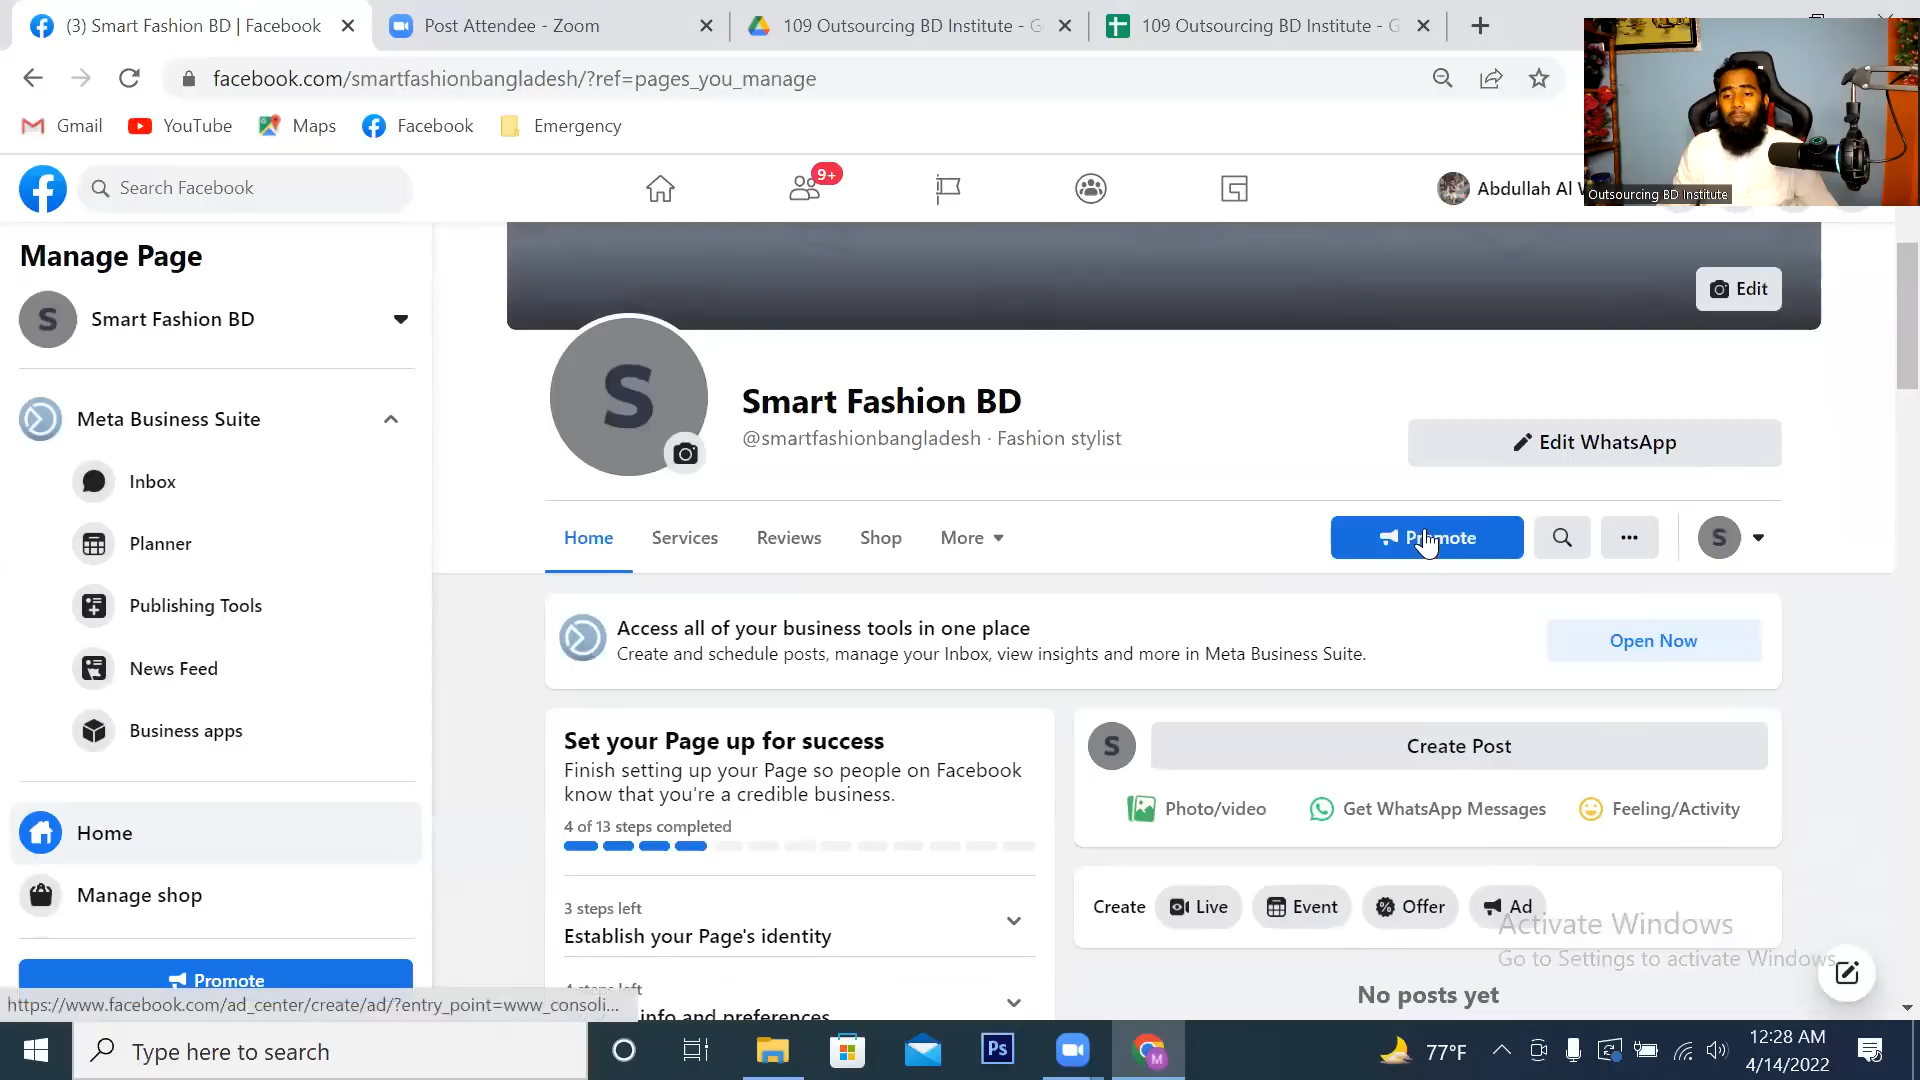 (3) Smart Fashion BD | Facebook
Post Attendee - Zoom
109 Outsourcing BD Institute - G
109 Outsourcing BD Institute - G
facebook.com/smartfashionbangladesh/?ref=pages_you_manage
Gmail
YouTube
Maps
Facebook
Emergency
Outsourcing BD Institute
Search Facebook
9+
Abdullah Al W
Manage Page
S
Smart Fashion BD
Meta Business Suite
Inbox
Planner
Publishing Tools
News Feed
Business apps
Home
Manage shop
Promote
https://www.facebook.com/ad_center/create/ad/?entry_point=www_consoli...
Edit
S
Smart Fashion BD
@smartfashionbangladesh · Fashion stylist
Edit WhatsApp
Home
Services
Reviews
Shop
More
Promote
S
Access all of your business tools in one place
Create and schedule posts, manage your Inbox, view insights and more in Meta Business Suite.
Open Now
Set your Page up for success
Finish setting up your Page so people on Facebook
know that you're a credible business.
4 of 13 steps completed
3 steps left
Establish your Page's identity
4 steps left
info and preferences
S
Create Post
Photo/video
Get WhatsApp Messages
Feeling/Activity
Create
Live
Event
Offer
Ad
No posts yet
Activate Windows
Go to Settings to activate Windows.
Type here to search
Ps
M
77°F
12:28 AM
4/14/2022